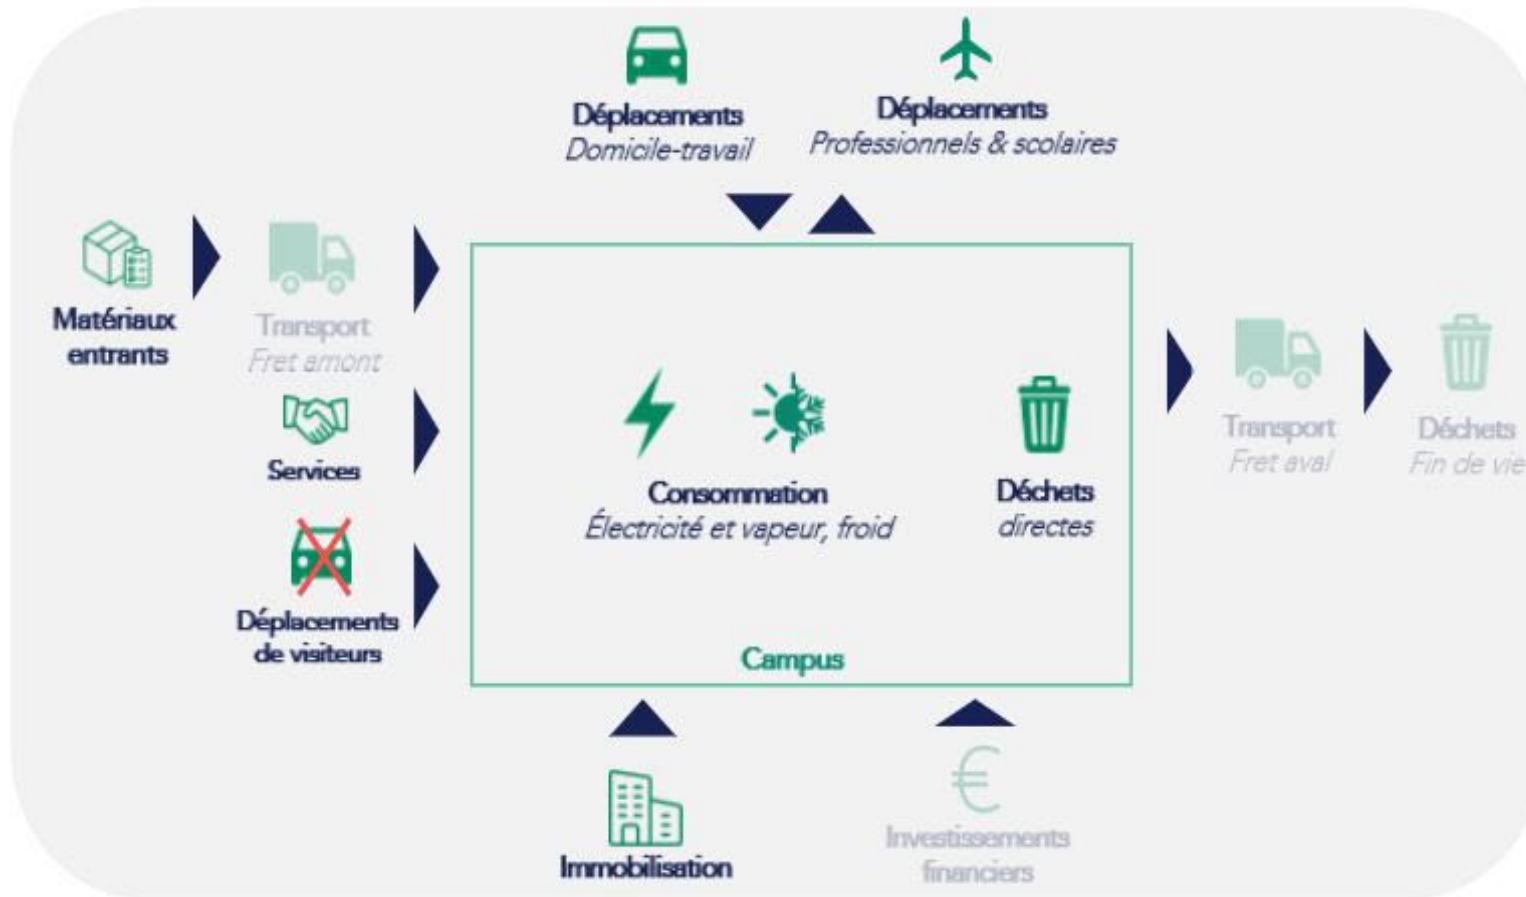 Déplacements
Domicile-travail
Déplacements
Professionnels & scolaires
Matériaux
entrants
Transport
Fret amont
Services
Déplacements
de visiteurs
Consommation
Électricité et vapeur, froid
Déchets
directes
Campus
Transport
Fret aval
Déchets
Fin de vie
Immobilisation
€
Investissements
financiers